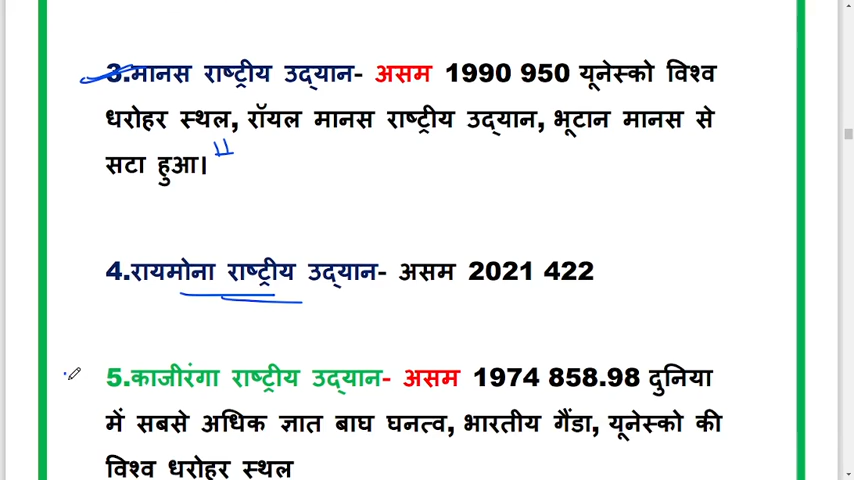 3.मानस राष्ट्रीय उद्यान- असम 1990 950 यूनेस्को विश्व
धरोहर स्थल, रॉयल मानस राष्ट्रीय उद्यान, भूटान मानस से
सटा हुआ।
4.रायमोना राष्ट्रीय उद्यान- असम 2021 422
5.काजीरंगा राष्ट्रीय उद्यान- असम 1974 858.98 दुनिया
में सबसे अधिक ज्ञात बाघ घनत्व, भारतीय गैंडा, यूनेस्को की
विश्व धरोहर स्थल